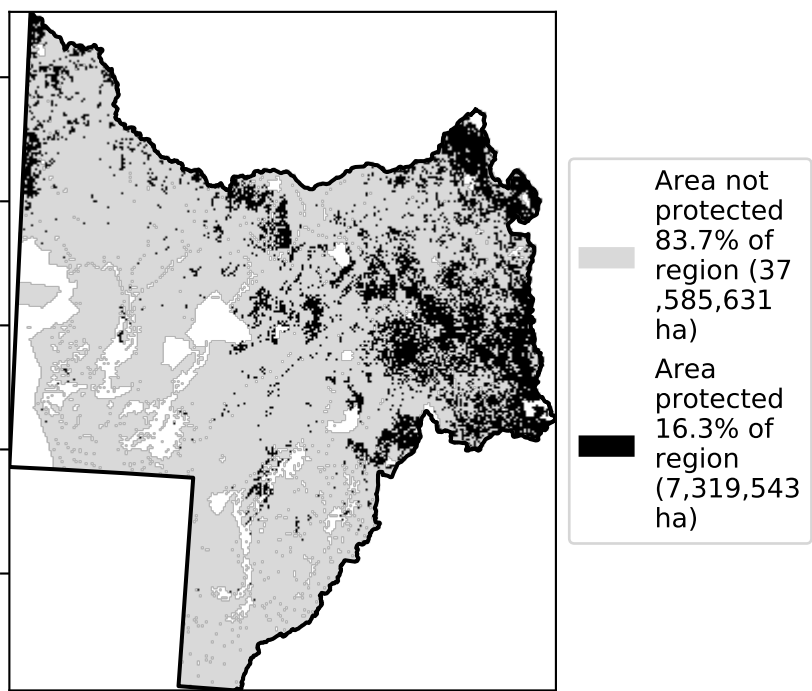 Area not
protected
83.7% of
region (37
,585,631
ha)
Area
protected
16.3% of
region
(7,319,543
ha)